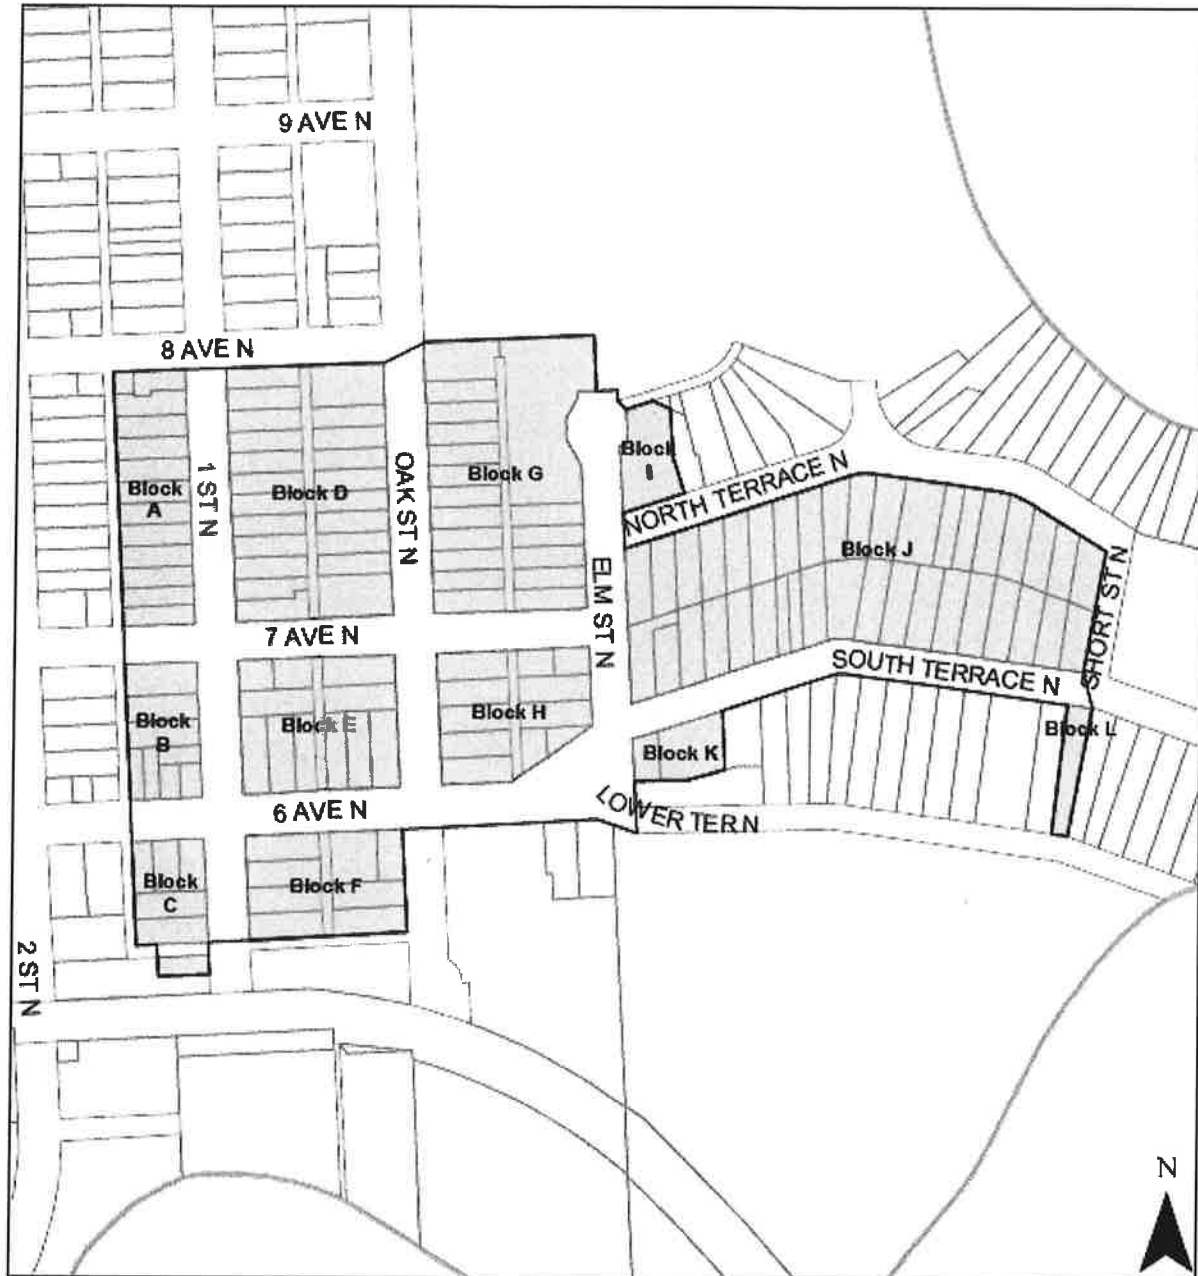 9 AVE N
8 AVE N
Block
A
1 ST N
Block D
OAK ST N
Block G
Block
I
NORTH TERRACE N
Block J
ELM ST N
SHORT ST N
7 AVE N
SOUTH TERRACE N
Block
B
Block E
Block H
Block K
Block L
6 AVE N
LOWER TER N
Block
C
Block F
2 ST N
N